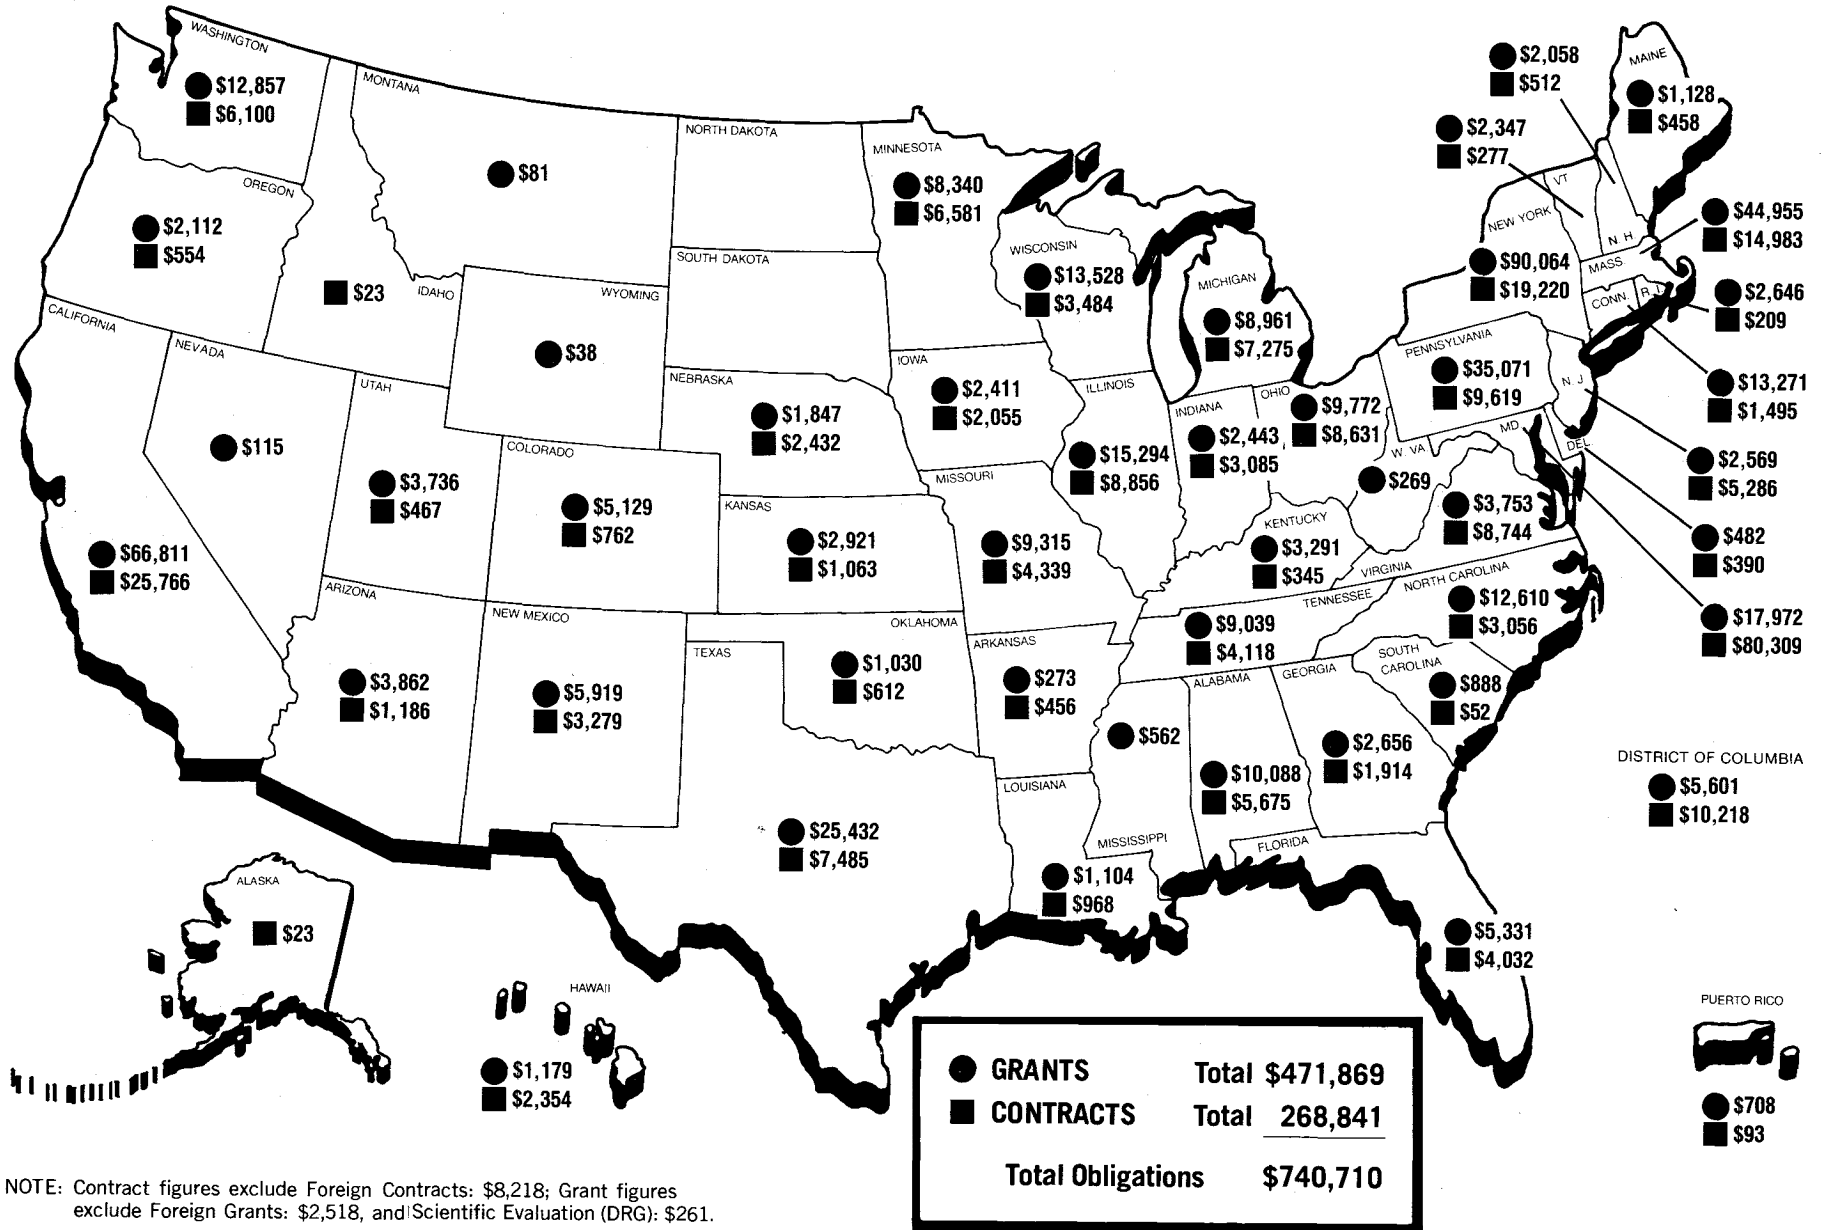 WASHINGTON
$12,857
$6,100
MONTANA
$81
NORTH DAKOTA
MINNESOTA
$8,340
$6,581
$2,058
$512
MAINE
$1,128
$458
$2,347
$277
OREGON
$2,112
$554
$23
IDAHO
WYOMING
$38
SOUTH DAKOTA
WISCONSIN
$13,528
$3,484
MICHIGAN
$8,961
$7,275
VT
N. H
NEW YORK
$90,064
$19,220
MASS.
$44,955
$14,983
CONN.
R. I.
$2,646
$209
$13,271
$1,495
CALIFORNIA
$66,811
$25,766
NEVADA
$115
UTAH
$3,736
$467
COLORADO
$5,129
$762
NEBRASKA
$1,847
$2,432
IOWA
$2,411
$2,055
ILLINOIS
$15,294
$8,856
INDIANA
$2,443
$3,085
OHIO
$9,772
$8,631
PENNSYLVANIA
$35,071
$9,619
N. J
$2,569
$5,286
MD
DEL.
$482
$390
$17,972
$80,309
W. VA
$269
$3,753
$8,744
VIRGINIA
KANSAS
$2,921
$1,063
MISSOURI
$9,315
$4,339
KENTUCKY
$3,291
$345
TENNESSEE
$9,039
$4,118
NORTH CAROLINA
$12,610
$3,056
SOUTH
CAROLINA
$888
$52
ARIZONA
$3,862
$1,186
NEW MEXICO
$5,919
$3,279
TEXAS
$25,432
$7,485
OKLAHOMA
$1,030
$612
ARKANSAS
$273
$456
LOUISIANA
$1,104
$968
$562
MISSISSIPPI
ALABAMA
$10,088
$5,675
GEORGIA
$2,656
$1,914
FLORIDA
$5,331
$4,032
DISTRICT OF COLUMBIA
$5,601
$10,218
ALASKA
$23
HAWAII
$1,179
$2,354
PUERTO RICO
$708
$93
GRANTS Total $471,869
CONTRACTS Total 268,841
Total Obligations $740,710
NOTE: Contract figures exclude Foreign Contracts: $8,218; Grant figures
exclude Foreign Grants: $2,518, and Scientific Evaluation (DRG): $261.